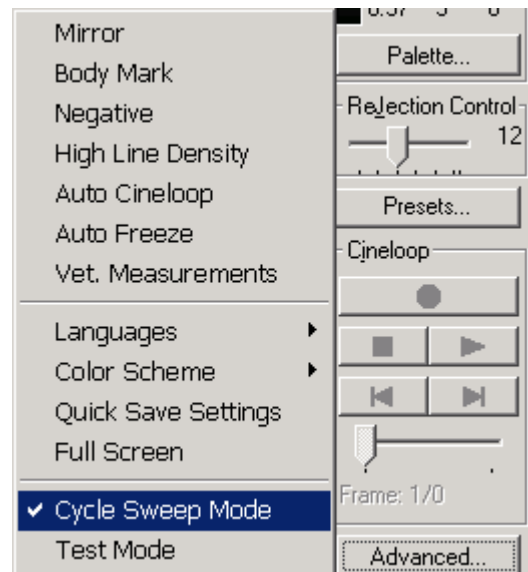 Mirror
Body Mark
Negative
High Line Density
Auto Cineloop
Auto Freeze
Vet. Measurements
Languages
Color Scheme
Quick Save Settings
Full Screen
Cycle Sweep Mode
Test Mode
Palette...
ReJection Control
12
Presets...
Cineloop
Frame: 1/0
Advanced...